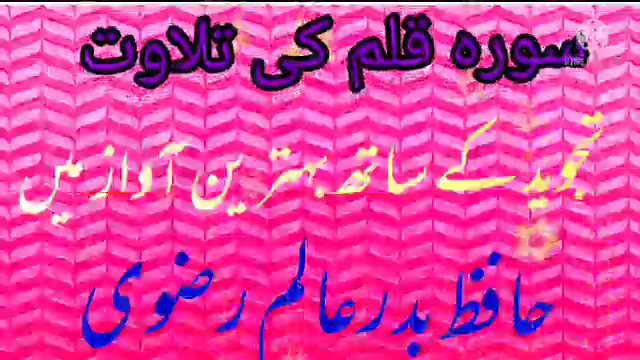 سورہ قلم کی تلاوت
تجوید کے ساتھ بہترین آواز میں
حافظ بدر عالم رضوی